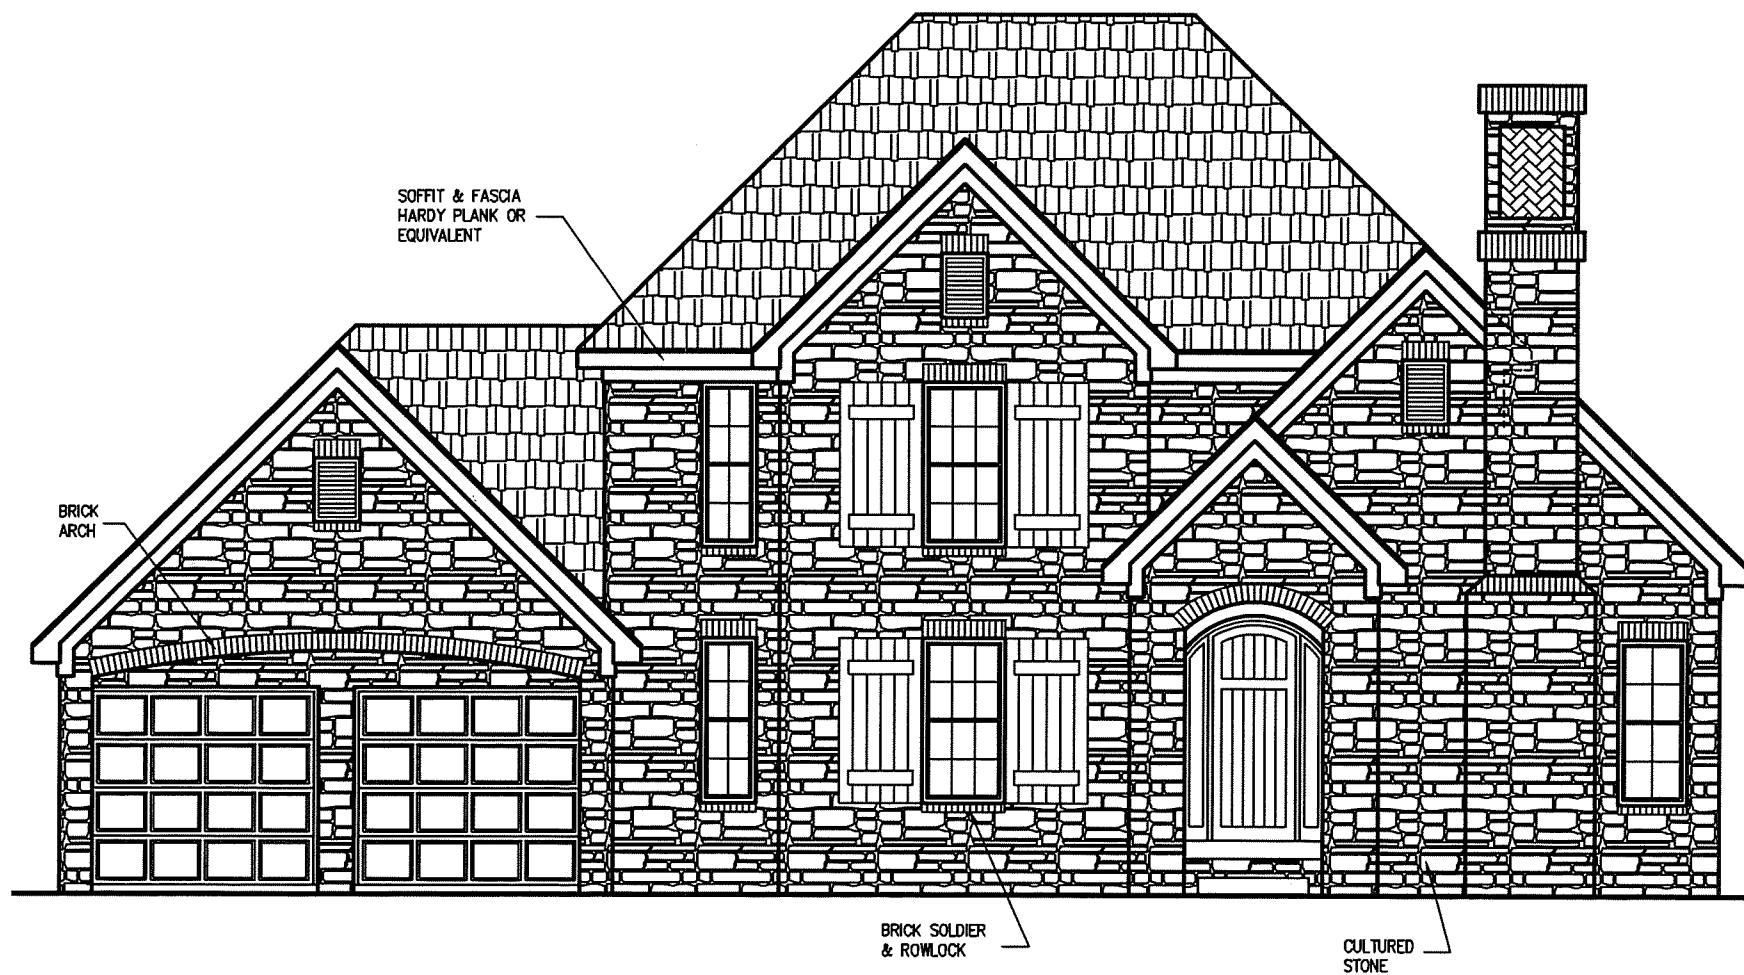 SOFFIT & FASCIA
HARDY PLANK OR
EQUIVALENT
BRICK
ARCH
BRICK SOLDIER
& ROWLOCK
CULTURED
STONE